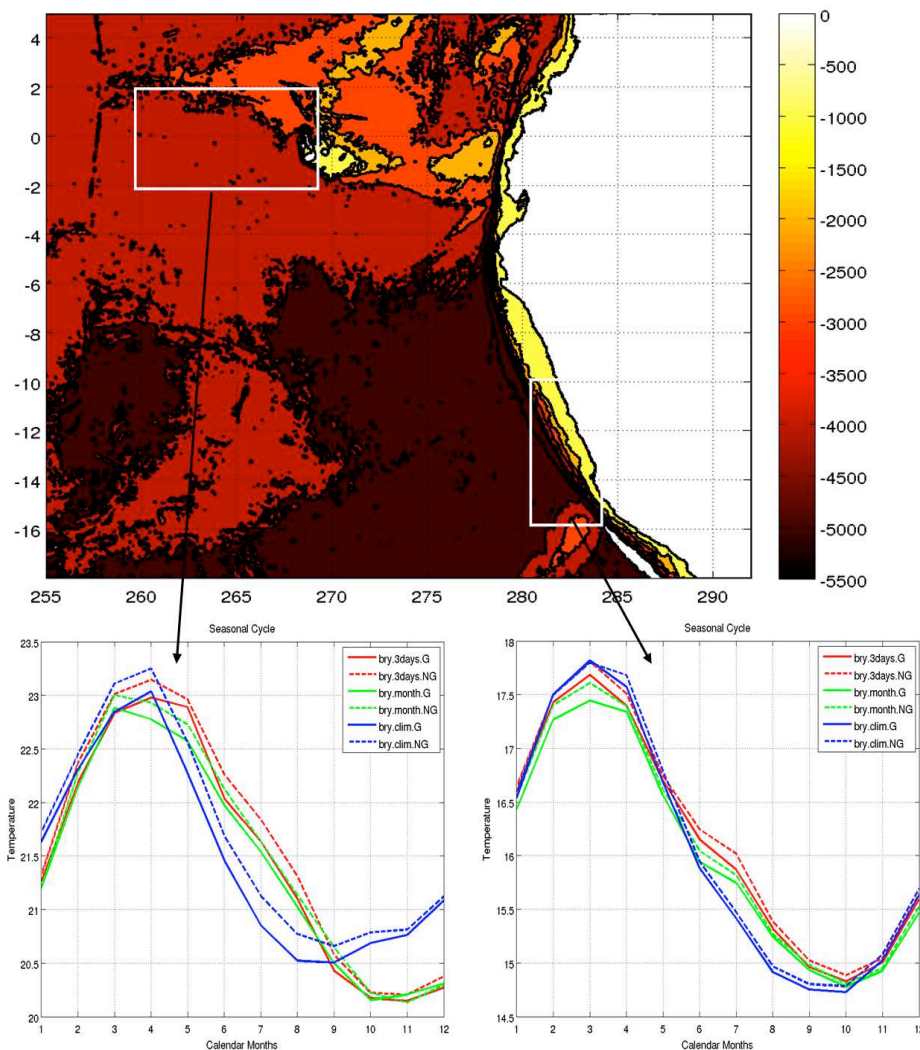 4
2
0
-2
-4
-6
-8
-10
-12
-14
-16
255 260 265 270 275 280 285 290
0
-500
-1000
-1500
-2000
-2500
-3000
-3500
-4000
-4500
-5000
-5500
Seasonal Cycle
23.5
23
22.5
22
21.5
21
20.5
20
Temperature
bry.3days.G
bry.3days.NG
bry.month.G
bry.month.NG
bry.clim.G
bry.clim.NG
1 2 3 4 5 6 7 8 9 10 11 12
Calendar Months
Seasonal Cycle
18
17.5
17
16.5
16
15.5
15
14.5
Temperature
bry.3days.G
bry.3days.NG
bry.month.G
bry.month.NG
bry.clim.G
bry.clim.NG
1 2 3 4 5 6 7 8 9 10 11 12
Calendar Months